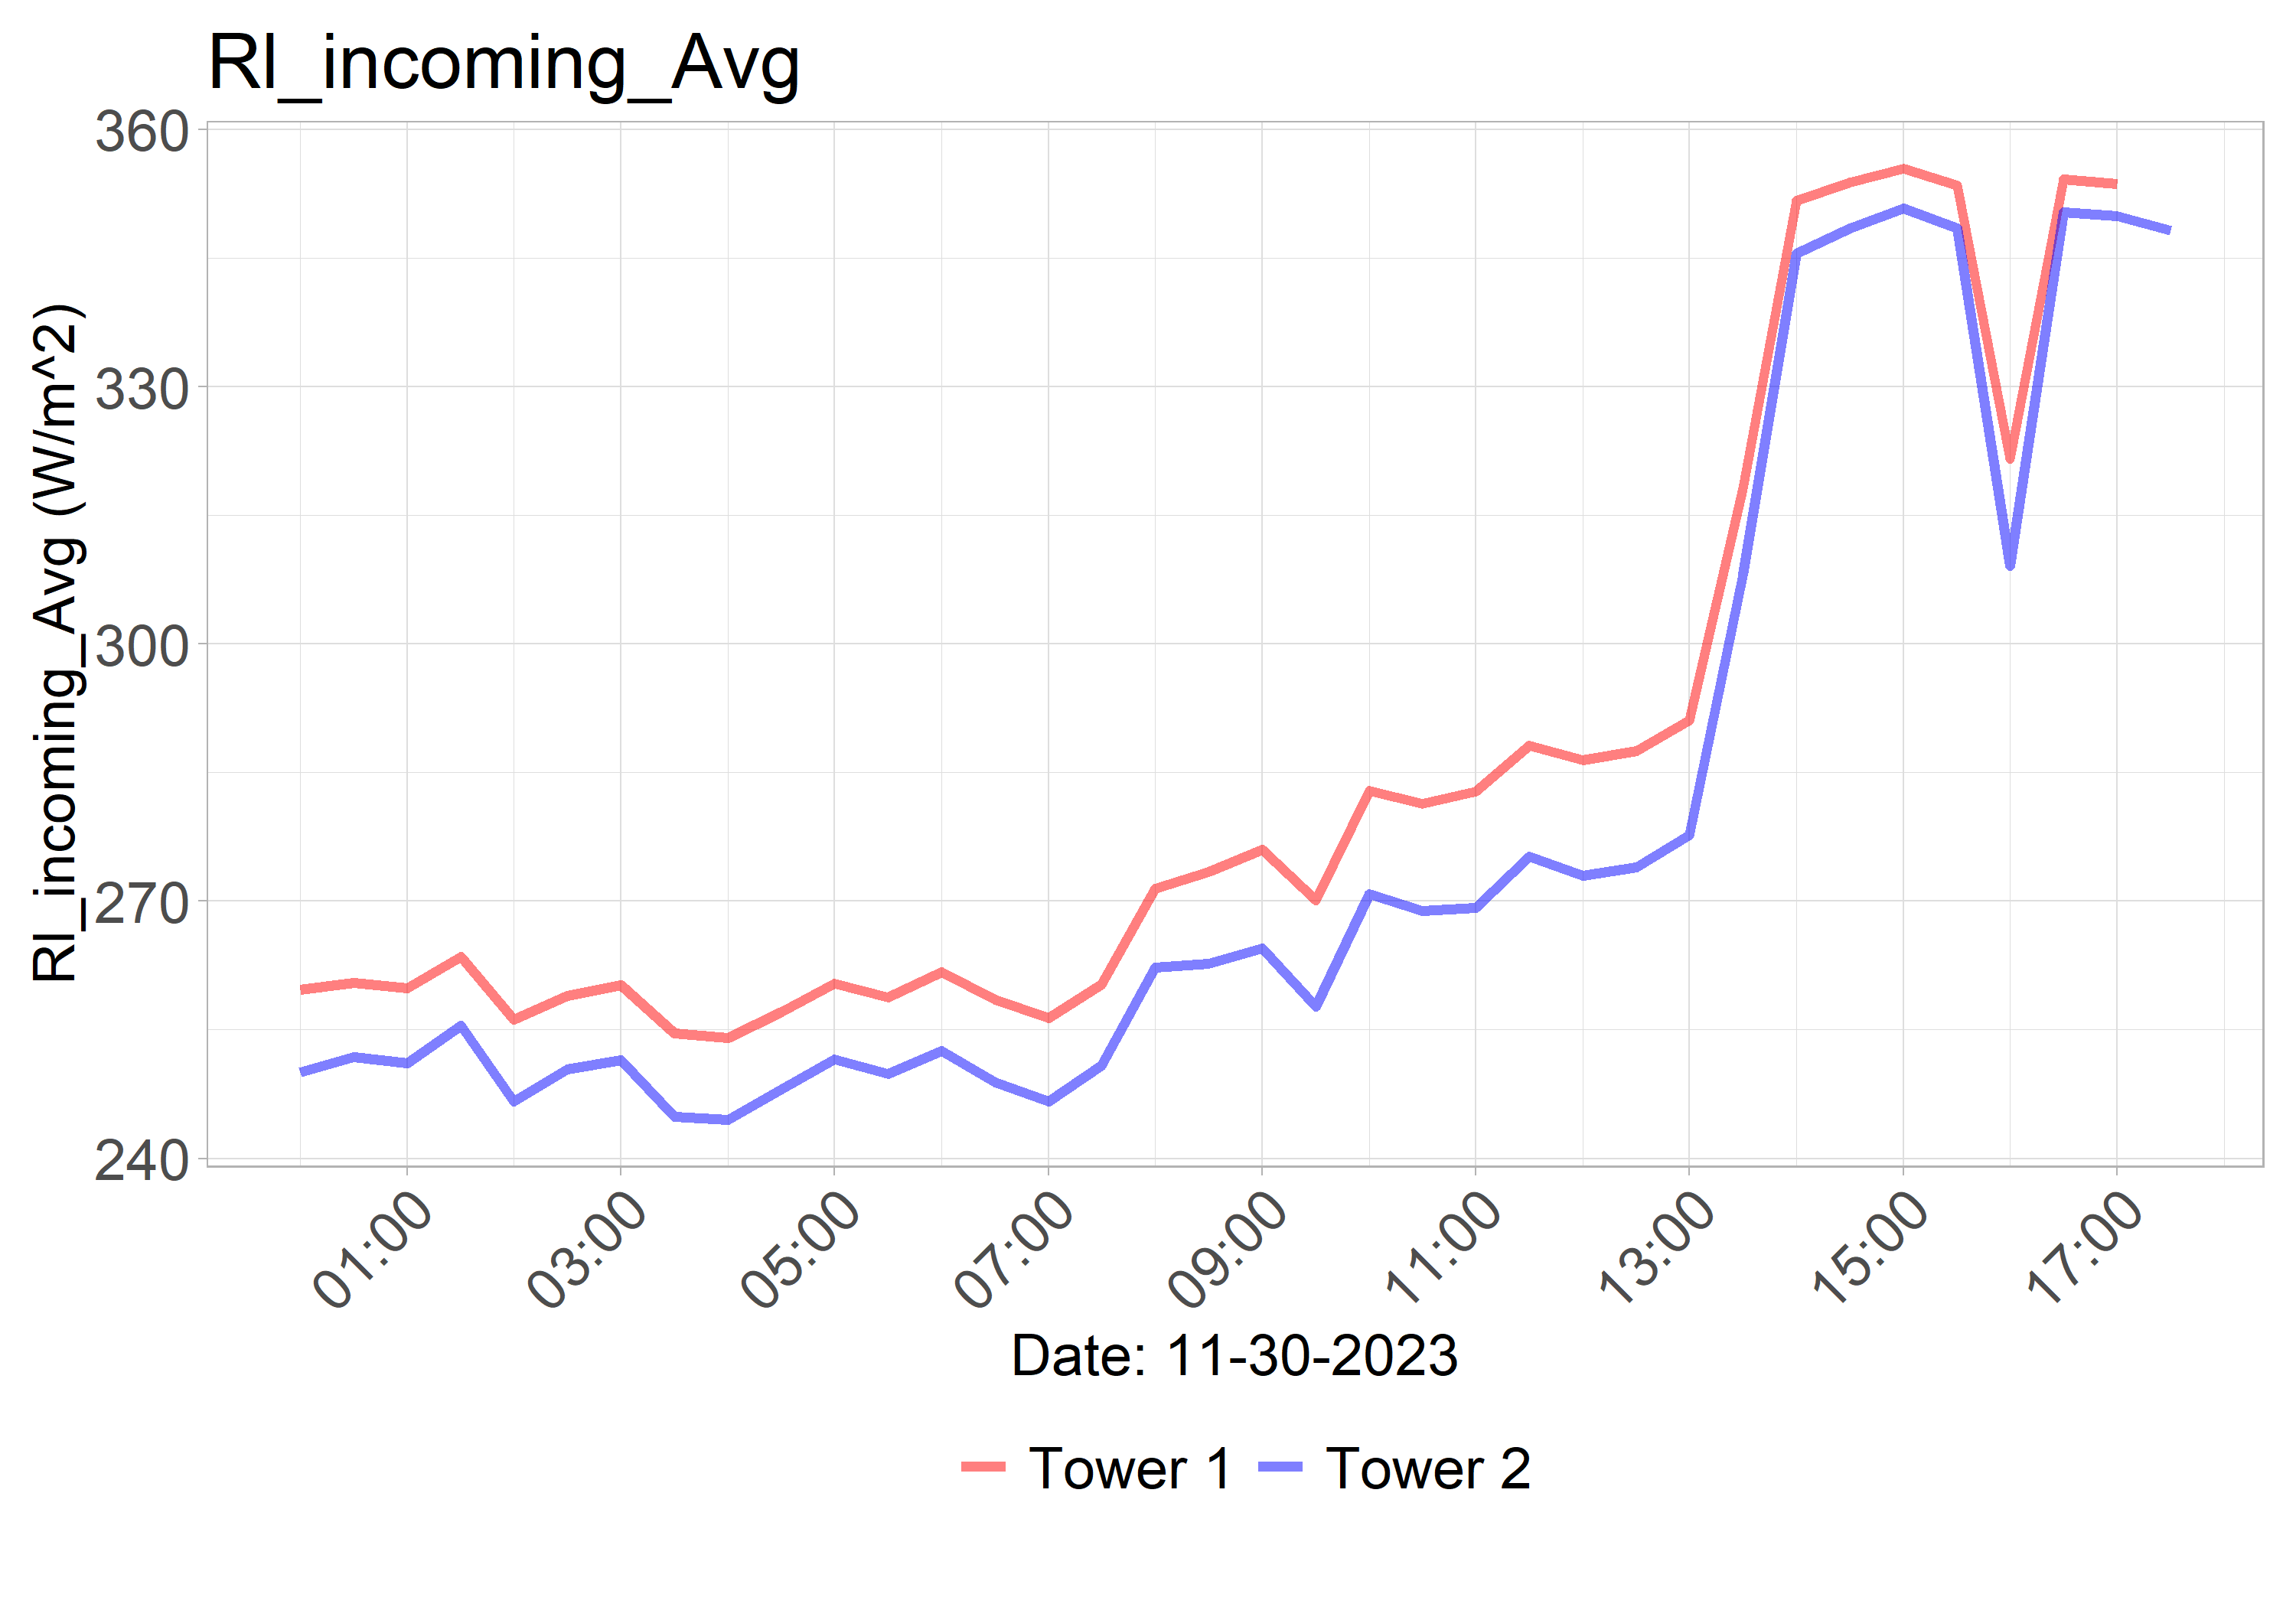 Rl_incoming_Avg
Rl_incoming_Avg (W/m^2)
360
330
300
270
240
01:00 03:00 05:00 07:00 09:00 11:00 13:00 15:00 17:00
Date: 11-30-2023
Tower 1 Tower 2